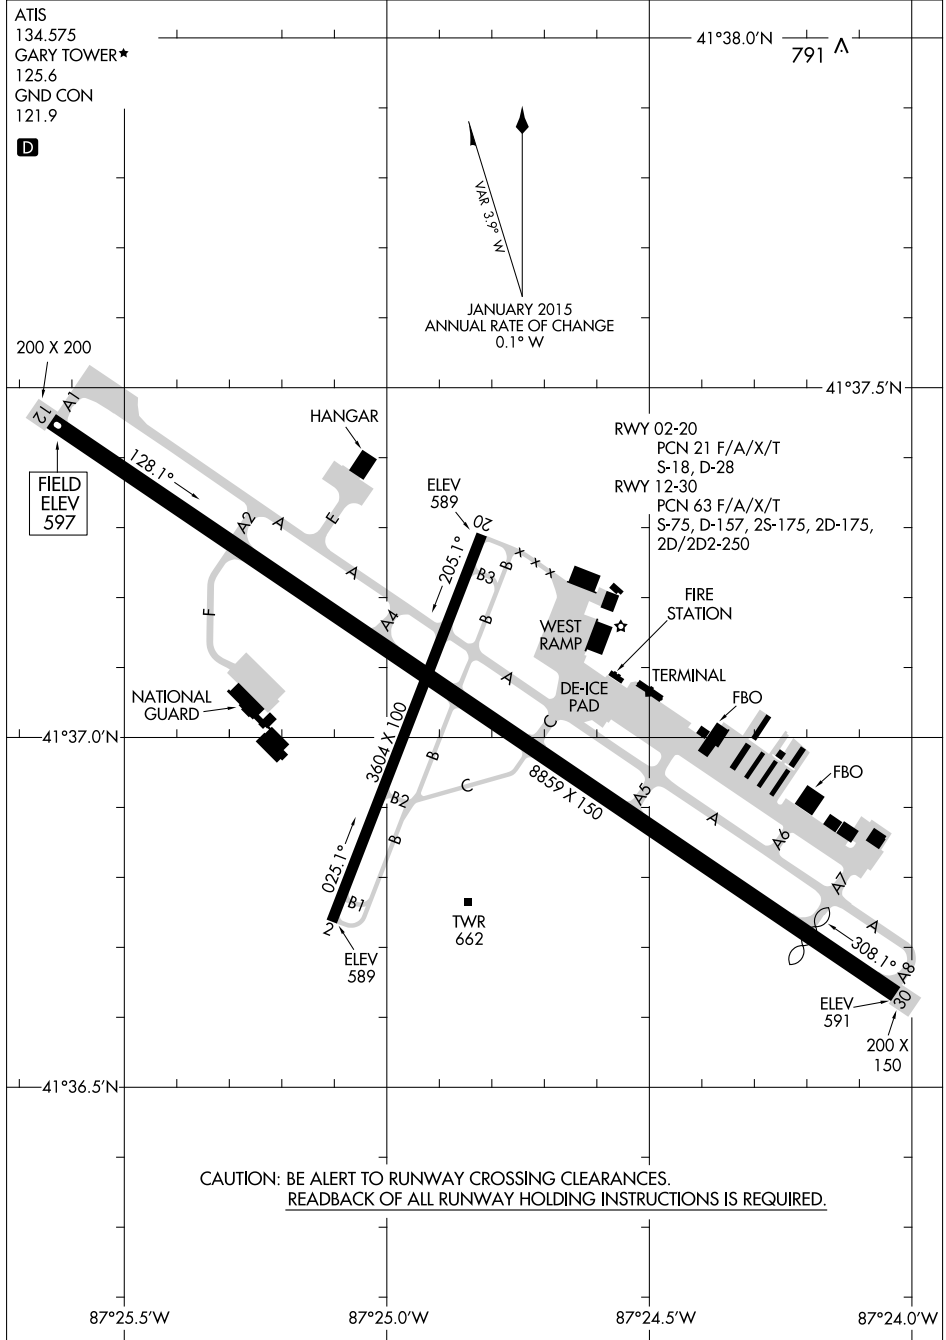 ATIS
134.575
GARY TOWER★
125.6
GND CON
121.9
D
41°38.0'N
791
VAR 3.9° W
JANUARY 2015
ANNUAL RATE OF CHANGE
0.1° W
200 X 200
41°37.5'N
12
A1
HANGAR
RWY 02-20
PCN 21 F/A/X/T
S-18, D-28
RWY 12-30
PCN 63 F/A/X/T
S-75, D-157, 2S-175, 2D-175,
2D/2D2-250
128.1°
FIELD
ELEV
597
ELEV
589
20
A2
A
E
205.1°
B
X X X
B3
A
F
A4
B
FIRE
STATION
WEST
RAMP
A
TERMINAL
DE-ICE
PAD
NATIONAL
GUARD
FBO
C
41°37.0'N
3604 X 100
B
8859 X 150
FBO
C
B2
A5
A
B
A6
025.1°
A7
B1
2
TWR
662
A
308.1°
ELEV
589
A8
30
ELEV
591
200 X
150
41°36.5'N
CAUTION: BE ALERT TO RUNWAY CROSSING CLEARANCES.
READBACK OF ALL RUNWAY HOLDING INSTRUCTIONS IS REQUIRED.
87°25.5'W
87°25.0'W
87°24.5'W
87°24.0'W